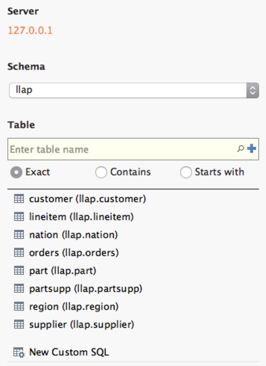 Server
127.0.0.1
Schema
llap
Table
Enter table name
Exact Contains Starts with
customer (llap.customer)
lineitem (llap.lineitem)
nation (llap.nation)
orders (llap.orders)
part (llap.part)
partsupp (llap.partsupp)
region (llap.region)
supplier (llap.supplier)
New Custom SQL